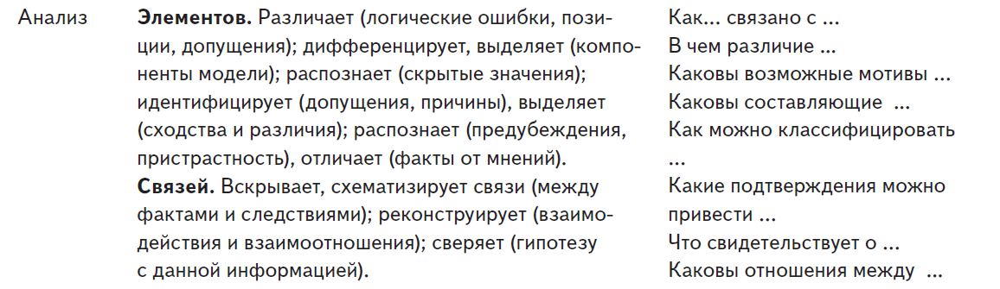 Анализ
Элементов. Различает (логические ошибки, пози-
ции, допущения); дифференцирует, выделяет (компо-
ненты модели); распознает (скрытые значения);
идентифицирует (допущения, причины), выделяет
(сходства и различия); распознает (предубеждения,
пристрастность), отличает (факты от мнений).
Связей. Вскрывает, схематизирует связи (между
фактами и следствиями); реконструирует (взаимо-
действия и взаимоотношения); сверяет (гипотезу
с данной информацией).
Как... связано с ...
В чем различие ...
Каковы возможные мотивы ...
Каковы составляющие ...
Как можно классифицировать
...
Какие подтверждения можно
привести ...
Что свидетельствует о ...
Каковы отношения между ...